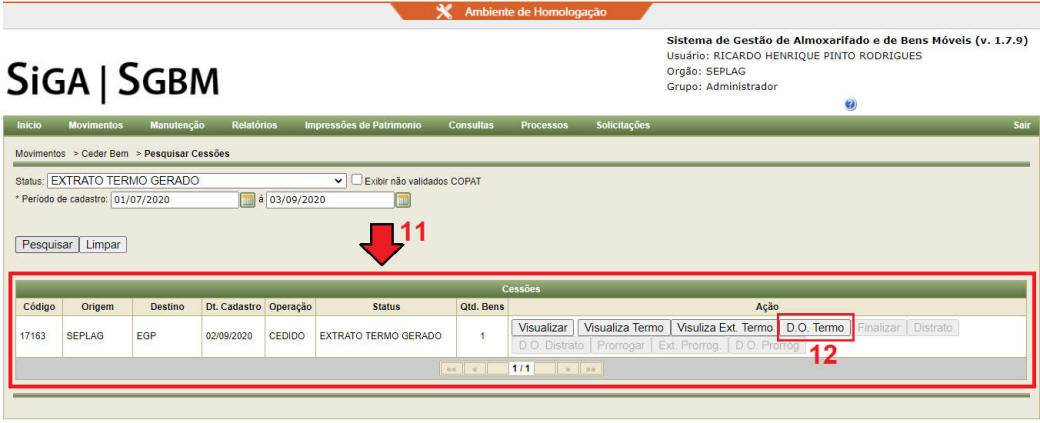 Ambiente de Homologação
Sistema de Gestão de Almoxarifado e de Bens Móveis (v. 1.7.9)
Usuário: RICARDO HENRIQUE PINTO RODRIGUES
Orgão: SEPLAG
Grupo: Administrador
SIGA | SGBM
Início Movimentos Manutenção Relatórios Impressões de Patrimonio Consultas Processos Solicitações Sair
Movimentos > Ceder Bem > Pesquisar Cessões
Status: EXTRATO TERMO GERADO Exibir não validados COPAT
* Período de cadastro: 01/07/2020 á 03/09/2020
11
Pesquisar Limpar
Cessões
Código Origem Destino Dt. Cadastro Operação Status Qtd. Bens Ação
17163 SEPLAG EGP 02/09/2020 CEDIDO EXTRATO TERMO GERADO 1 Visualizar Visualiza Termo Visuliza Ext. Termo D.O. Termo Finalizar Distrato
D.O. Distrato Prorrogar Ext. Prorrog. D.O. Prorrog
12
«« « 1 / 1 » »»